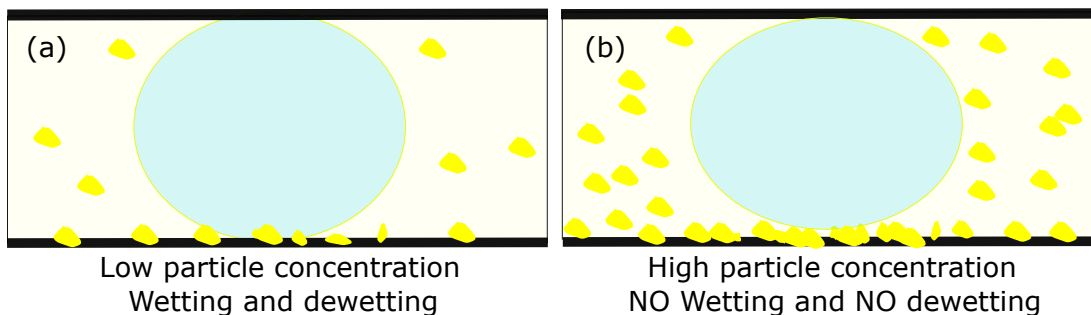 (a)
(b)
Low particle concentration
Wetting and dewetting
High particle concentration
NO Wetting and NO dewetting